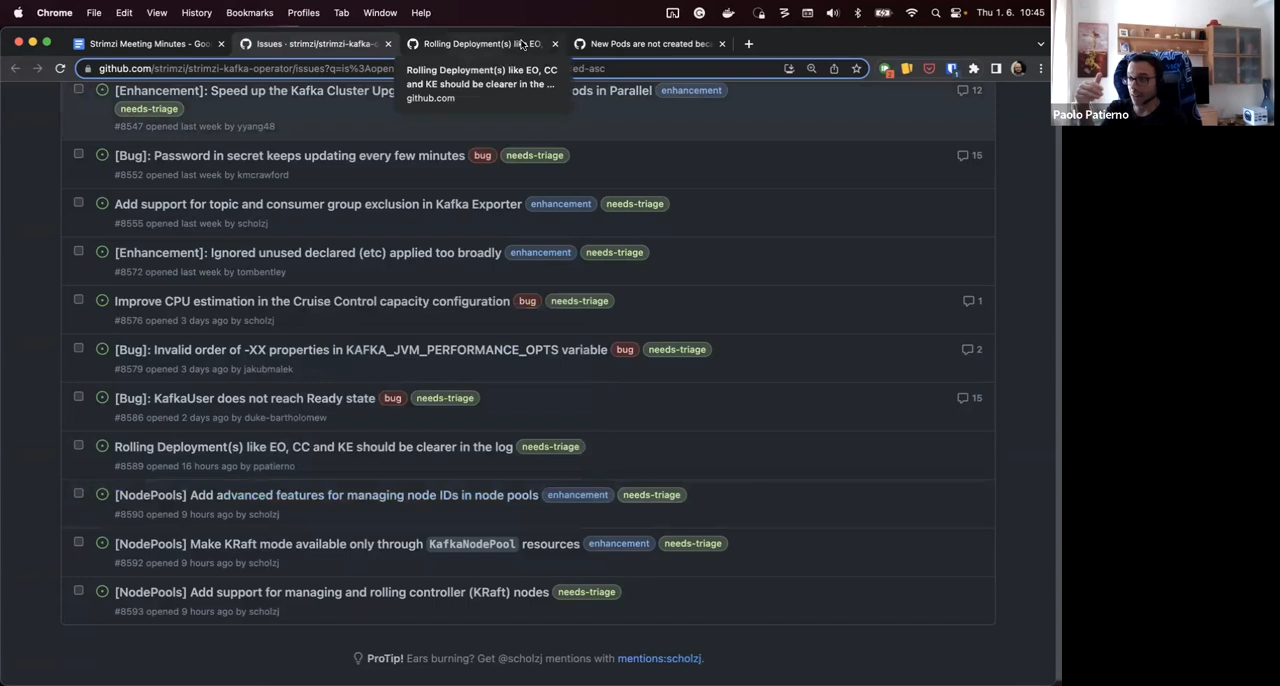 Chrome File Edit View History Bookmarks Profiles Tab Window Help Thu 1. 6. 10:45
Strimzi Meeting Minutes - Goo
Issues · strimzi/strimzi-kafka-o
Rolling Deployment(s) like EO,
New Pods are not created beca
github.com/strimzi/strimzi-kafka-operator/issues?q=is%3Aopen
ed-asc
Rolling Deployment(s) like EO, CC
and KE should be clearer in the ...
github.com
Paolo Patierno
[Enhancement]: Speed up the Kafka Cluster Upg
ods in Parallel enhancement 12
needs-triage
#8547 opened last week by yyang48
[Bug]: Password in secret keeps updating every few minutes bug needs-triage 15
#8552 opened last week by kmcrawford
Add support for topic and consumer group exclusion in Kafka Exporter enhancement needs-triage
#8555 opened last week by scholzj
[Enhancement]: Ignored unused declared (etc) applied too broadly enhancement needs-triage
#8572 opened last week by tombentley
Improve CPU estimation in the Cruise Control capacity configuration bug needs-triage 1
#8576 opened 3 days ago by scholzj
[Bug]: Invalid order of -XX properties in KAFKA_JVM_PERFORMANCE_OPTS variable bug needs-triage 2
#8579 opened 3 days ago by jakubmalek
[Bug]: KafkaUser does not reach Ready state bug needs-triage 15
#8586 opened 2 days ago by duke-bartholomew
Rolling Deployment(s) like EO, CC and KE should be clearer in the log needs-triage
#8589 opened 16 hours ago by ppatierno
[NodePools] Add advanced features for managing node IDs in node pools enhancement needs-triage
#8590 opened 9 hours ago by scholzj
[NodePools] Make KRaft mode available only through KafkaNodePool resources enhancement needs-triage
#8592 opened 9 hours ago by scholzj
[NodePools] Add support for managing and rolling controller (KRaft) nodes needs-triage
#8593 opened 9 hours ago by scholzj
ProTip! Ears burning? Get @scholzj mentions with mentions:scholzj.